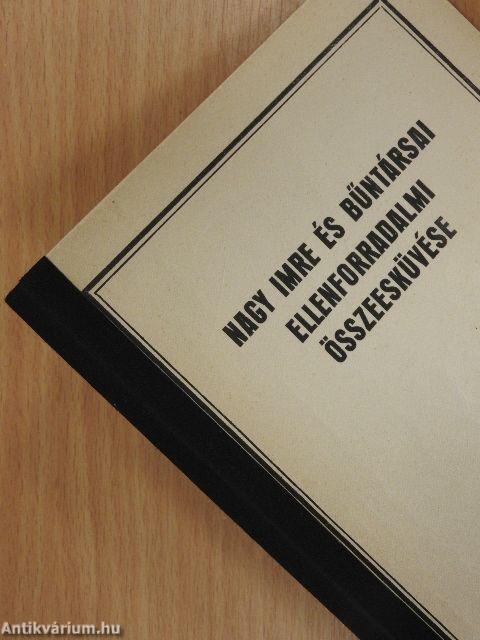 NAGY IMRE ÉS BŰNTÁRSAI
ELLENFORRADALMI
ÖSSZEESKÜVÉSE
Antikvárium.hu